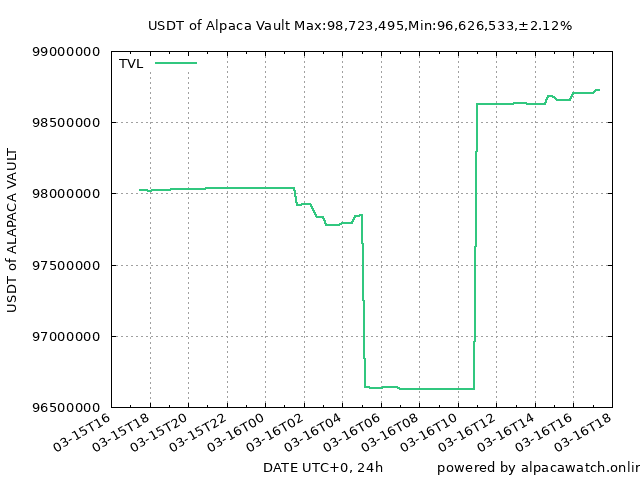 USDT of Alpaca Vault Max:98,723,495,Min:96,626,533,±2.12%
99000000
TVL
98500000
98000000
97500000
97000000
96500000
USDT of ALAPACA VAULT
03-15T16
03-15T18
03-15T20
03-15T22
03-16T00
03-16T02
03-16T04
03-16T06
03-16T08
03-16T10
03-16T12
03-16T14
03-16T16
03-16T18
DATE UTC+0, 24h
powered by alpacawatch.onlin